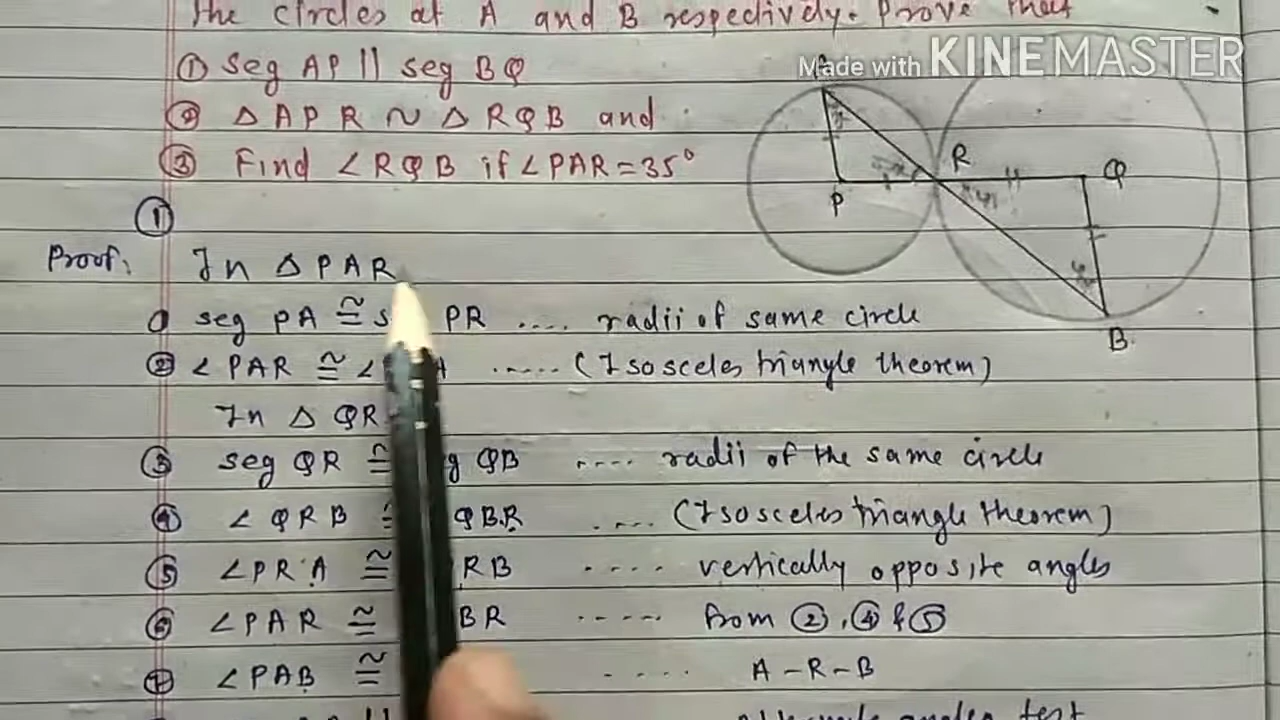 the circles at A and B respectively. Prove that
① seg AP || seg BQ
② △APR ~ △RQB and
③ Find ∠RQB if ∠PAR = 35°
Made with KINEMASTER
R
P
Q
B
①
Proof: In △PAR
① seg PA ≅ PR .... radii of same circle
② ∠PAR ≅ ∠ ..... (Isosceles triangle theorem)
In △QR
③ seg QR ≅ QB .... radii of the same circle
④ ∠QRB ≅ QBR .... (Isosceles triangle theorem)
⑤ ∠PRA ≅ RB .... vertically opposite angles
⑥ ∠PAR ≅ BR ..... from ②, ④ & ⑤
⑦ ∠PAB ≅ ..... A-R-B
|| alternate angles test